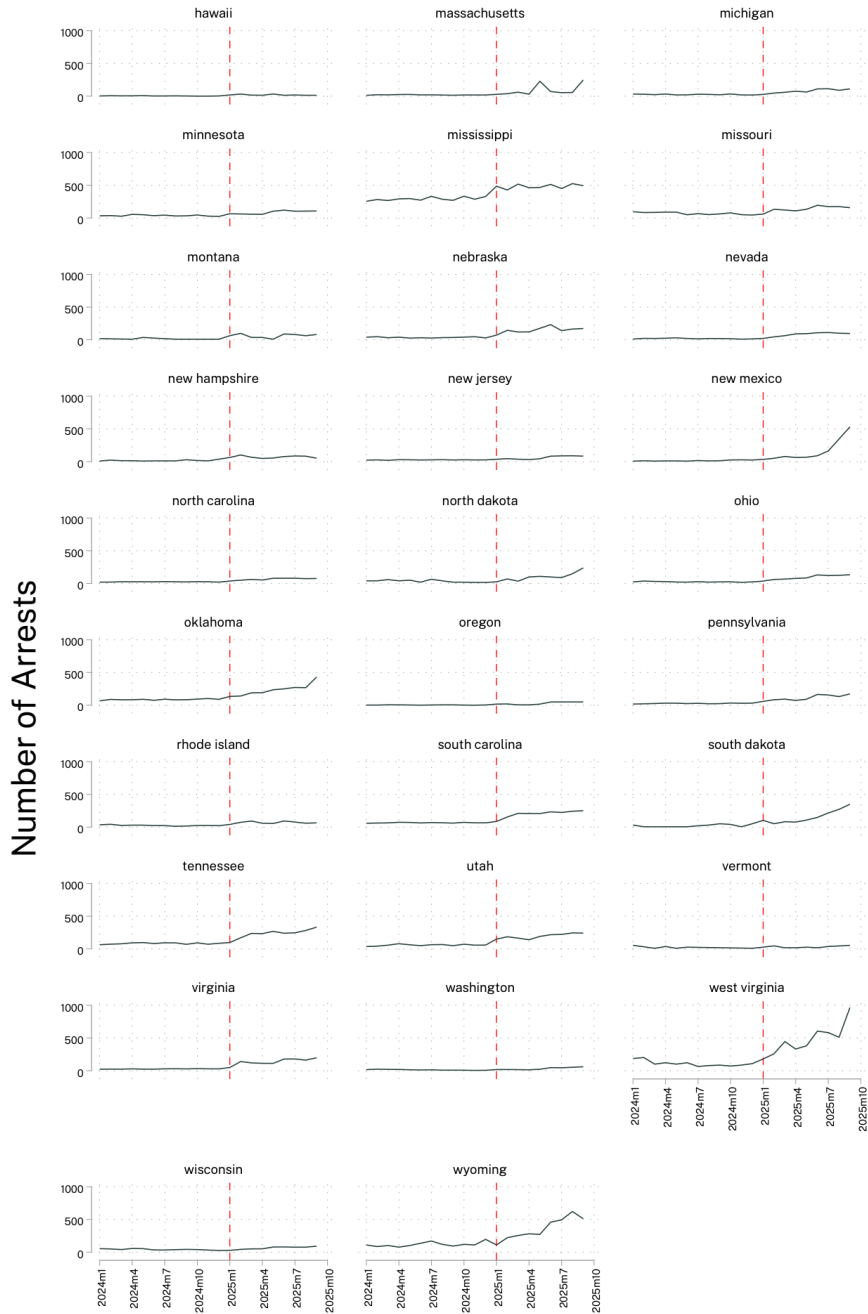 hawaii
massachusetts
michigan
1000
500
0
minnesota
mississippi
missouri
1000
500
0
montana
nebraska
nevada
1000
500
0
new hampshire
new jersey
new mexico
1000
500
0
north carolina
north dakota
ohio
1000
500
0
Number of Arrests
oklahoma
oregon
pennsylvania
1000
500
0
rhode island
south carolina
south dakota
1000
500
0
tennessee
utah
vermont
1000
500
0
virginia
washington
west virginia
1000
500
0
2024m1
2024m4
2024m7
2024m10
2025m1
2025m4
2025m7
2025m10
wisconsin
wyoming
1000
500
0
2024m1
2024m4
2024m7
2024m10
2025m1
2025m4
2025m7
2025m10
2024m1
2024m4
2024m7
2024m10
2025m1
2025m4
2025m7
2025m10